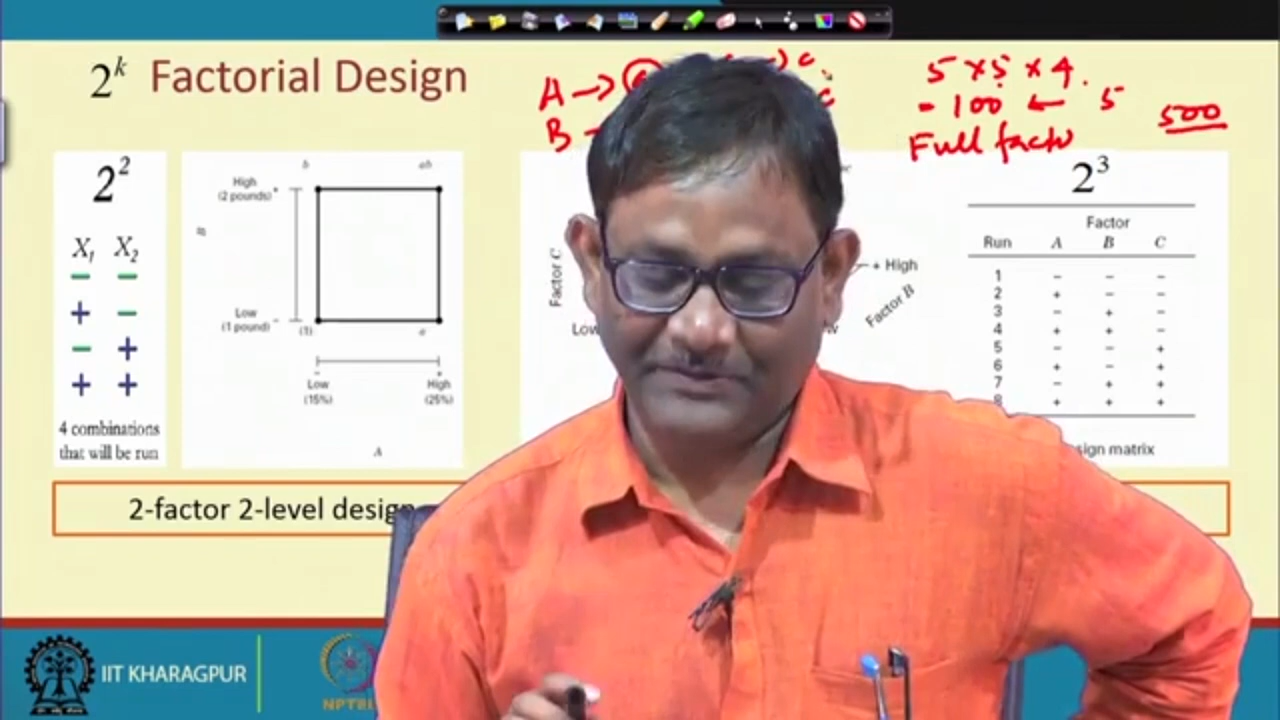 2^k Factorial Design
A →
B
5 × 5 × 4
= 100 ← 5
500
Full facto
2^2
X1 X2
− −
+ −
− +
+ +
4 combinations
that will be run
b ab
High
(2 pounds)
B
Low
(1 pound)
(1) a
− +
Low High
(15%) (25%)
A
Factor C
Low
+ High
Factor B
2^3
Factor
Run A B C
1 − − −
2 + − −
3 − + −
4 + + −
5 − − +
6 + − +
7 − + +
8 + + +
sign matrix
2-factor 2-level design
IIT KHARAGPUR